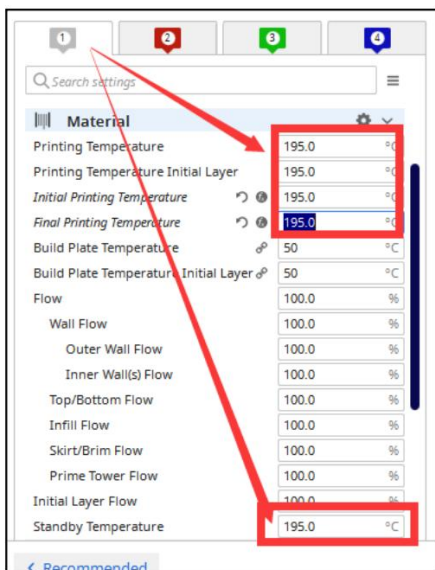 1 2 3 4
Search settings
Material
Printing Temperature 195.0 °C
Printing Temperature Initial Layer 195.0 °C
Initial Printing Temperature 195.0 °C
Final Printing Temperature 195.0 °C
Build Plate Temperature 50 °C
Build Plate Temperature Initial Layer 50 °C
Flow 100.0 %
Wall Flow 100.0 %
Outer Wall Flow 100.0 %
Inner Wall(s) Flow 100.0 %
Top/Bottom Flow 100.0 %
Infill Flow 100.0 %
Skirt/Brim Flow 100.0 %
Prime Tower Flow 100.0 %
Initial Layer Flow 100.0 %
Standby Temperature 195.0 °C
Recommended